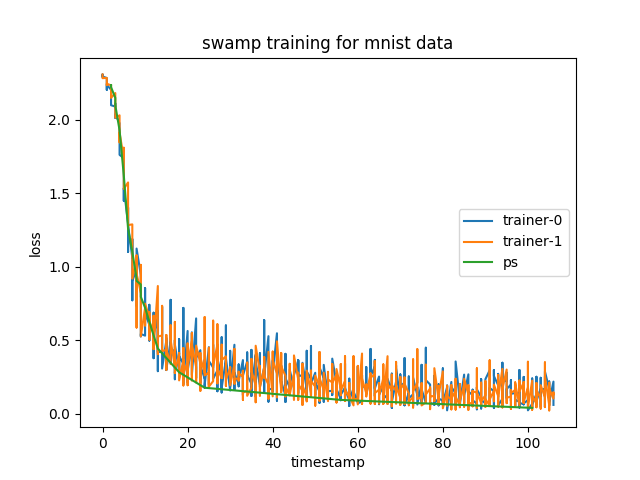 swamp training for mnist data
2.0
1.5
1.0
0.5
0.0
loss
trainer-0
trainer-1
ps
0 20 40 60 80 100
timestamp